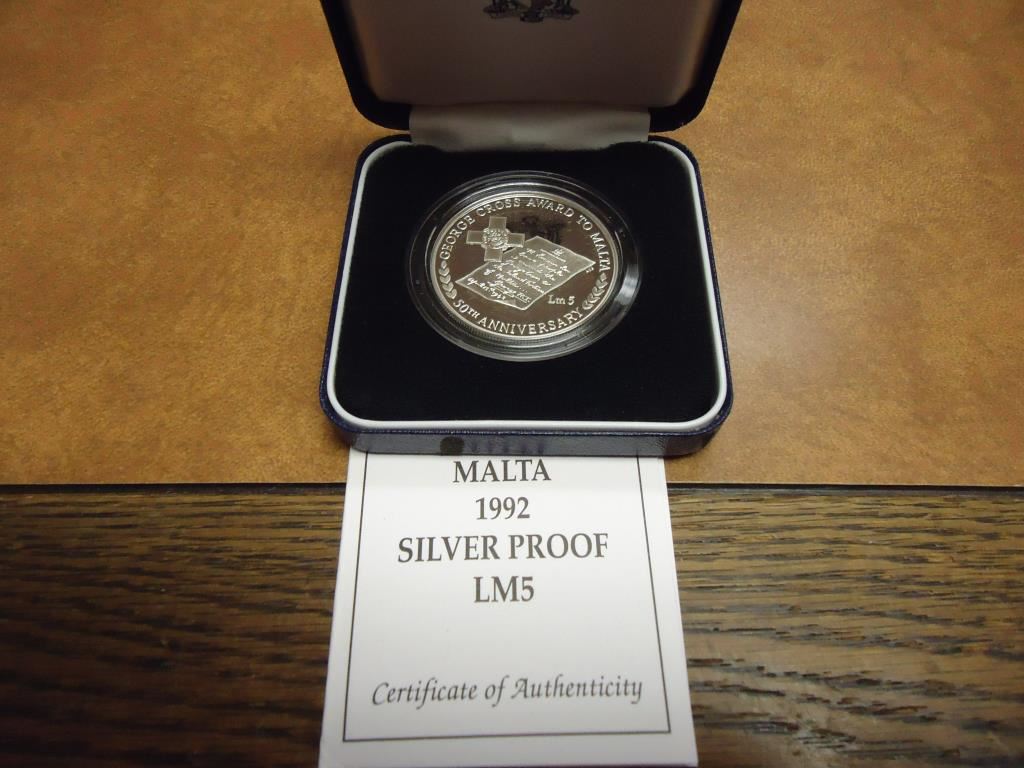 GEORGE CROSS AWARD TO MALTA
Lm 5
50TH ANNIVERSARY
MALTA
1992
SILVER PROOF
LM5
Certificate of Authenticity